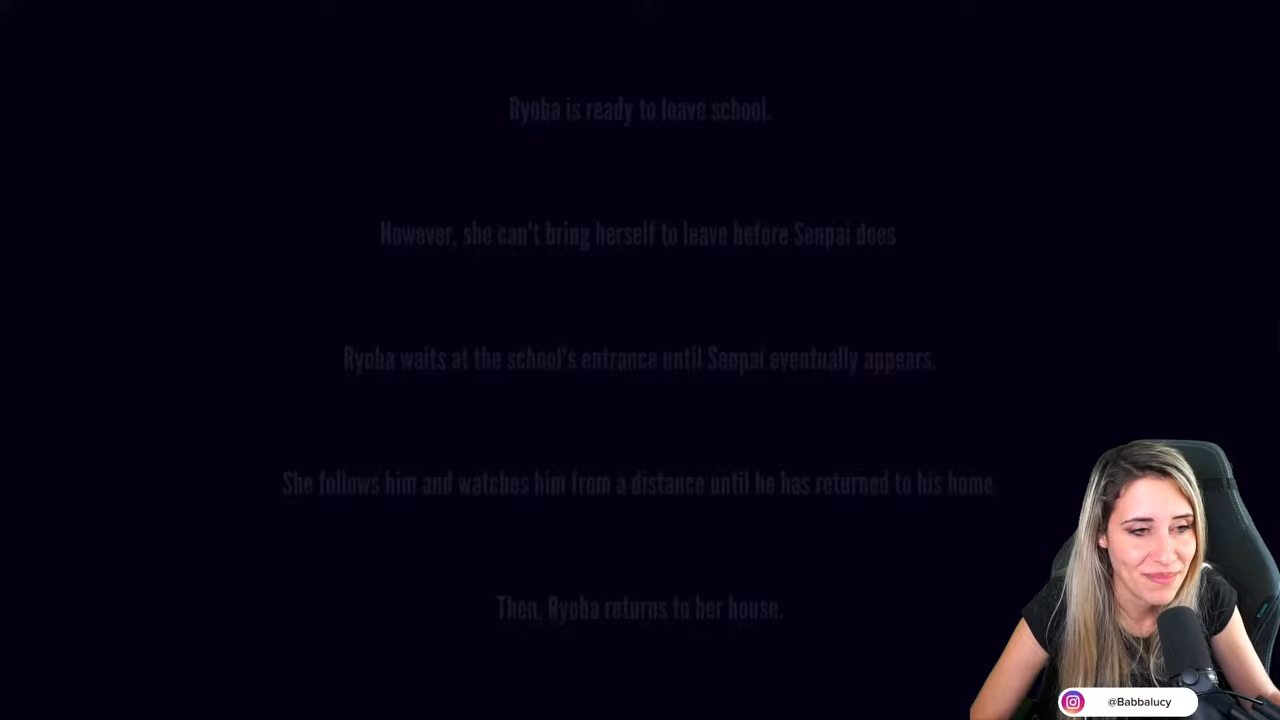 Ryoba is ready to leave school.
However, she can't bring herself to leave before Senpai does
Ryoba waits at the school's entrance until Senpai eventually appears.
She follows him and watches him from a distance until he has returned to his home
Then, Ryoba returns to her house.
@Babbalucy